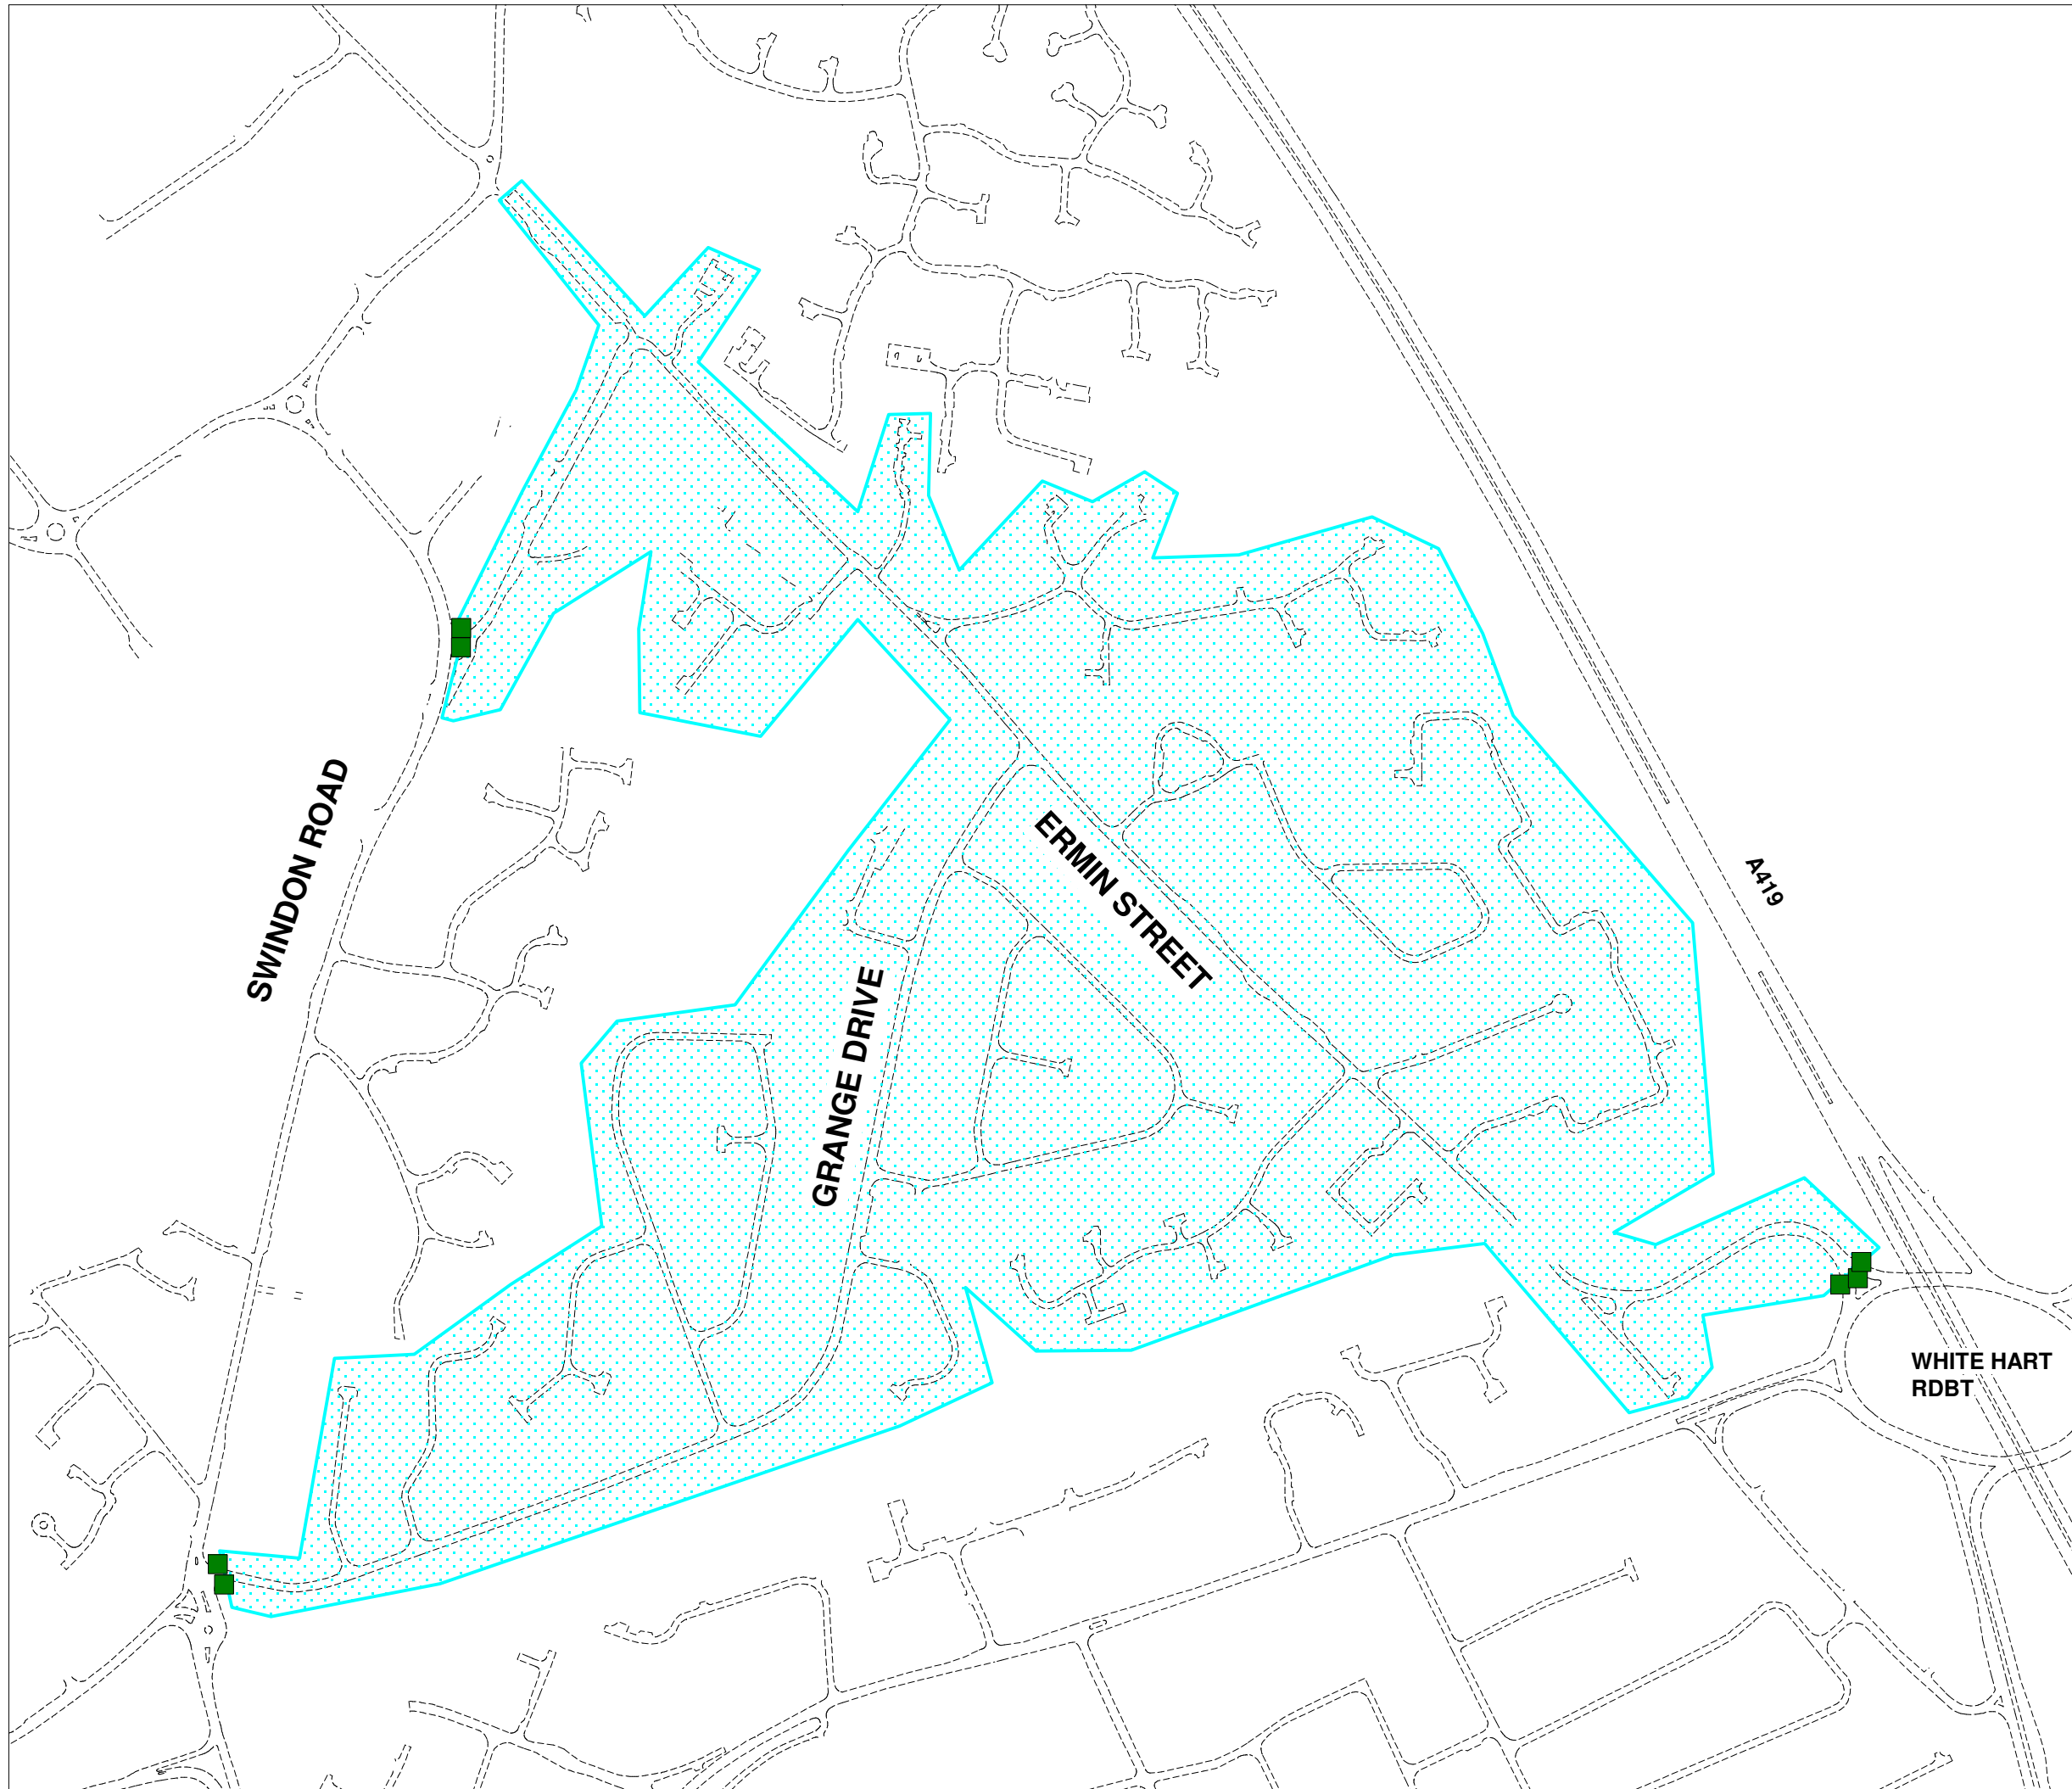 SWINDON ROAD
ERMIN STREET
A419
GRANGE DRIVE
WHITE HART
RDBT